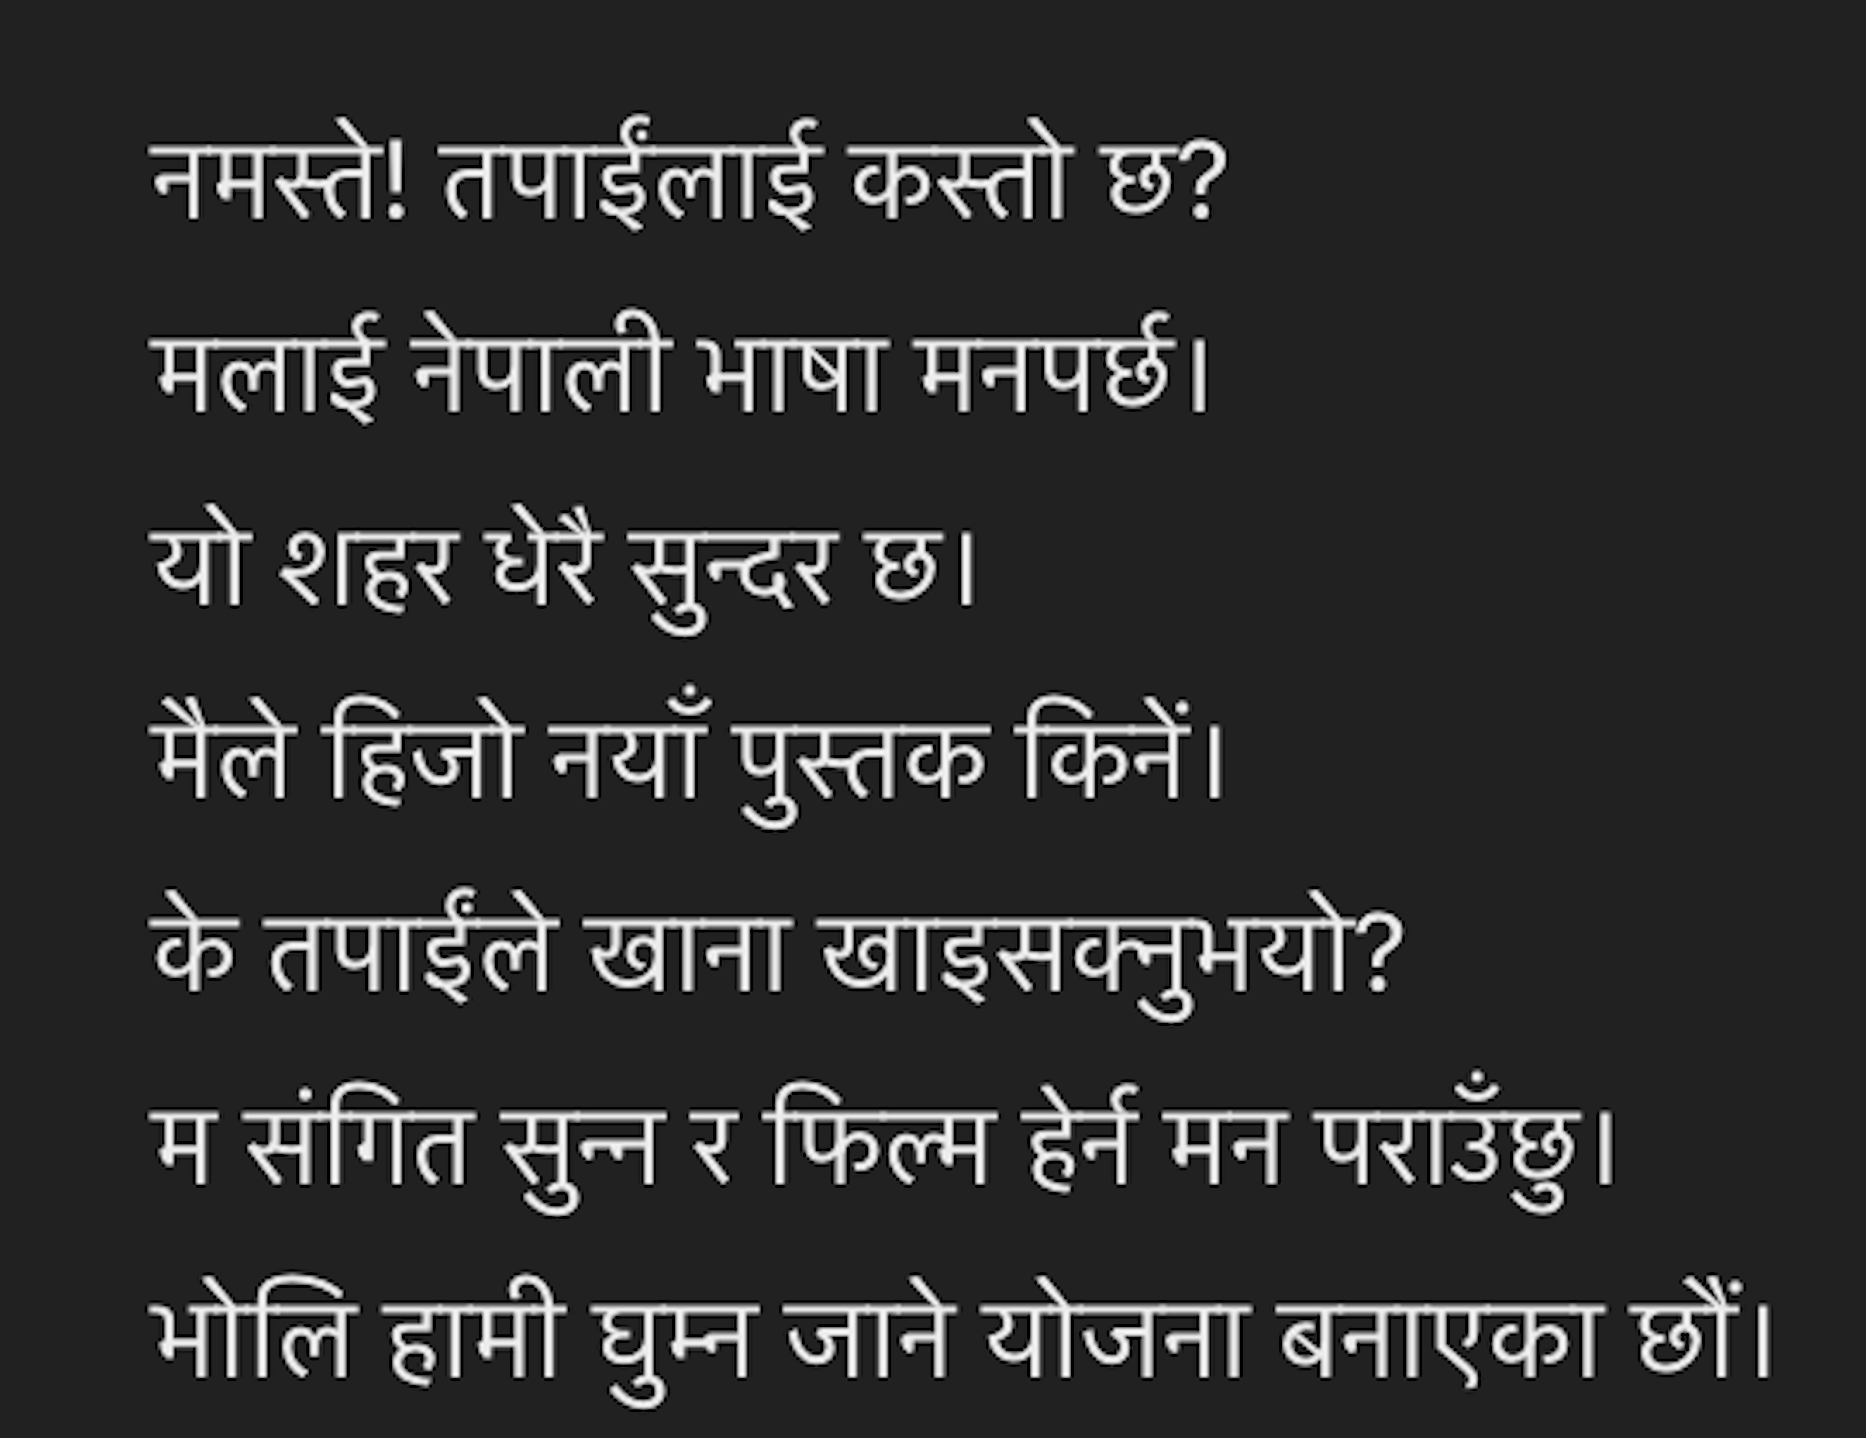 नमस्ते! तपाईंलाई कस्तो छ?
मलाई नेपाली भाषा मनपर्छ।
यो शहर धेरै सुन्दर छ।
मैले हिजो नयाँ पुस्तक किनें।
के तपाईंले खाना खाइसक्नुभयो?
म संगित सुन्न र फिल्म हेर्न मन पराउँछु।
भोलि हामी घुम्न जाने योजना बनाएका छौं।